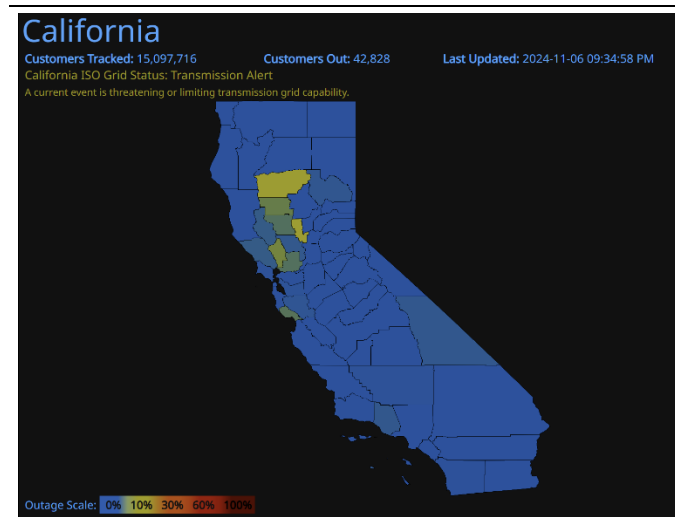 California
Customers Tracked: 15,097,716 Customers Out: 42,828 Last Updated: 2024-11-06 09:34:58 PM
California ISO Grid Status: Transmission Alert
A current event is threatening or limiting transmission grid capability.
Outage Scale: 0% 10% 30% 60% 100%